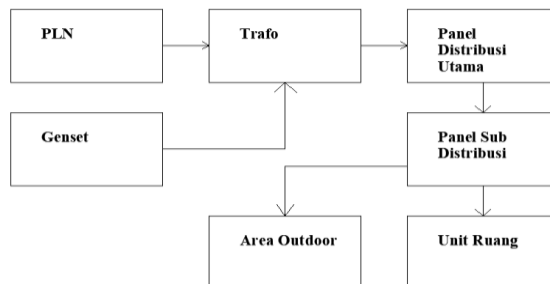 PLN
Trafo
Panel
Distribusi
Utama
Genset
Panel Sub
Distribusi
Area Outdoor
Unit Ruang